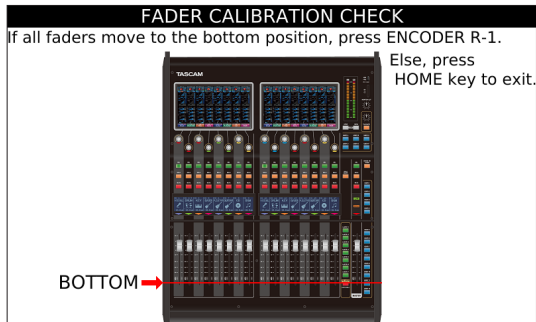 FADER CALIBRATION CHECK
If all faders move to the bottom position, press ENCODER R-1.
Else, press
HOME key to exit.
TASCAM
BOTTOM